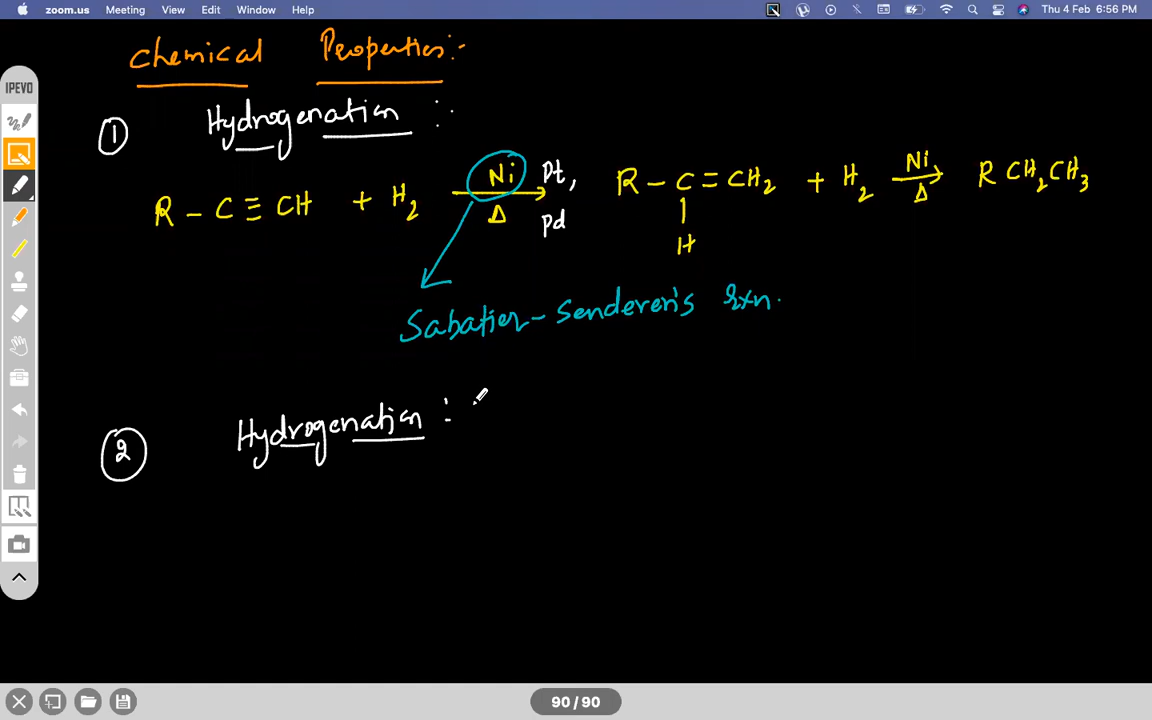 zoom.us Meeting View Edit Window Help Thu 4 Feb 6:56 PM
IPEVO
Chemical Properties:-
① Hydrogenation :-
R - C ≡ CH + H₂ Ni Δ Pt, Pd R - C = CH₂ + H₂ Ni Δ R CH₂CH₃
H
Sabatier - Senderen's rxn.
② Hydrogenation :
90 / 90